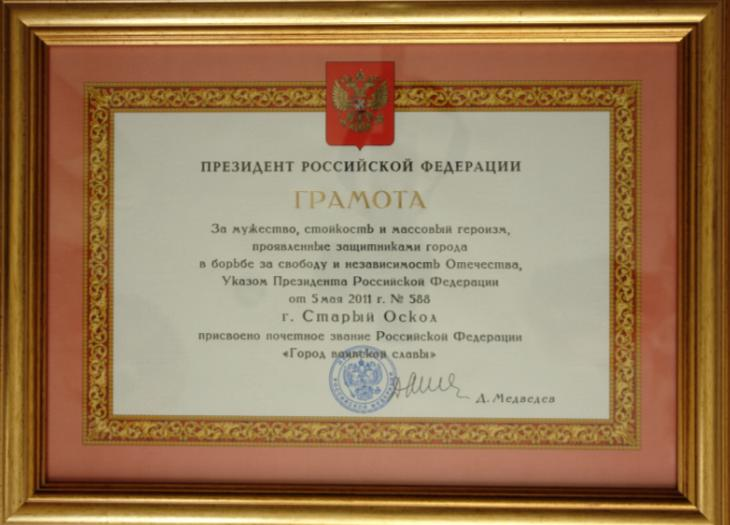 ПРЕЗИДЕНТ РОССИЙСКОЙ ФЕДЕРАЦИИ
ГРАМОТА
За мужество, стойкость и массовый героизм,
проявленные защитниками города
в борьбе за свободу и независимость Отечества,
Указом Президента Российской Федерации
от 5 мая 2011 г. № 588
г. Старый Оскол
присвоено почетное звание Российской Федерации
«Город воинской славы»
Д. Медведев